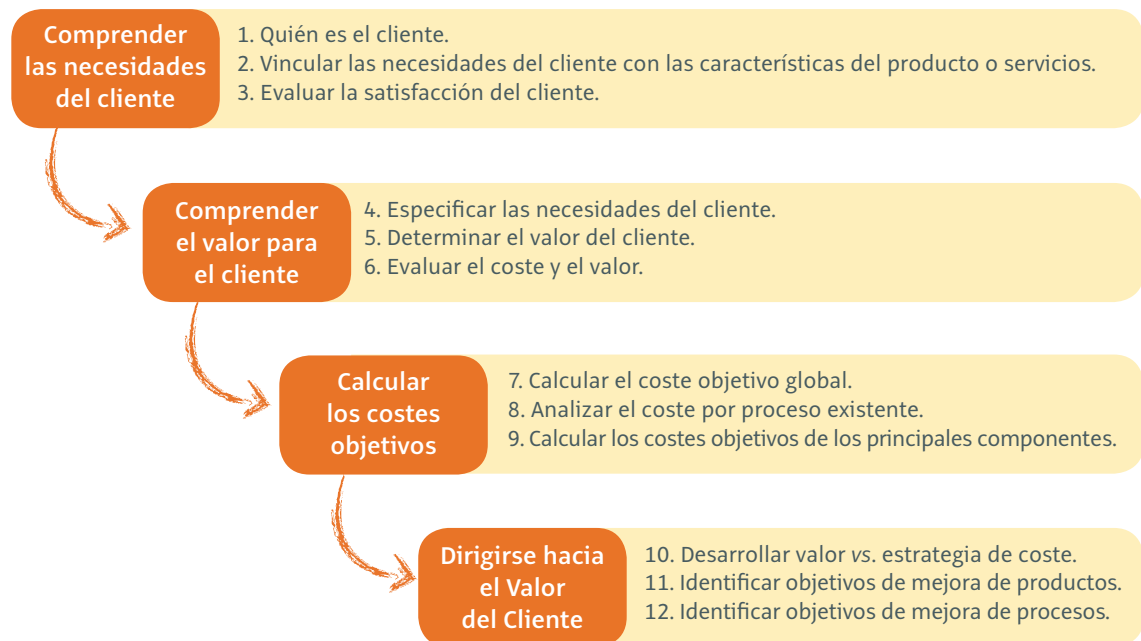 Comprender
las necesidades
del cliente
1. Quién es el cliente.
2. Vincular las necesidades del cliente con las características del producto o servicios.
3. Evaluar la satisfacción del cliente.
Comprender
el valor para
el cliente
4. Especificar las necesidades del cliente.
5. Determinar el valor del cliente.
6. Evaluar el coste y el valor.
Calcular
los costes
objetivos
7. Calcular el coste objetivo global.
8. Analizar el coste por proceso existente.
9. Calcular los costes objetivos de los principales componentes.
Dirigirse hacia
el Valor
del Cliente
10. Desarrollar valor vs. estrategia de coste.
11. Identificar objetivos de mejora de productos.
12. Identificar objetivos de mejora de procesos.